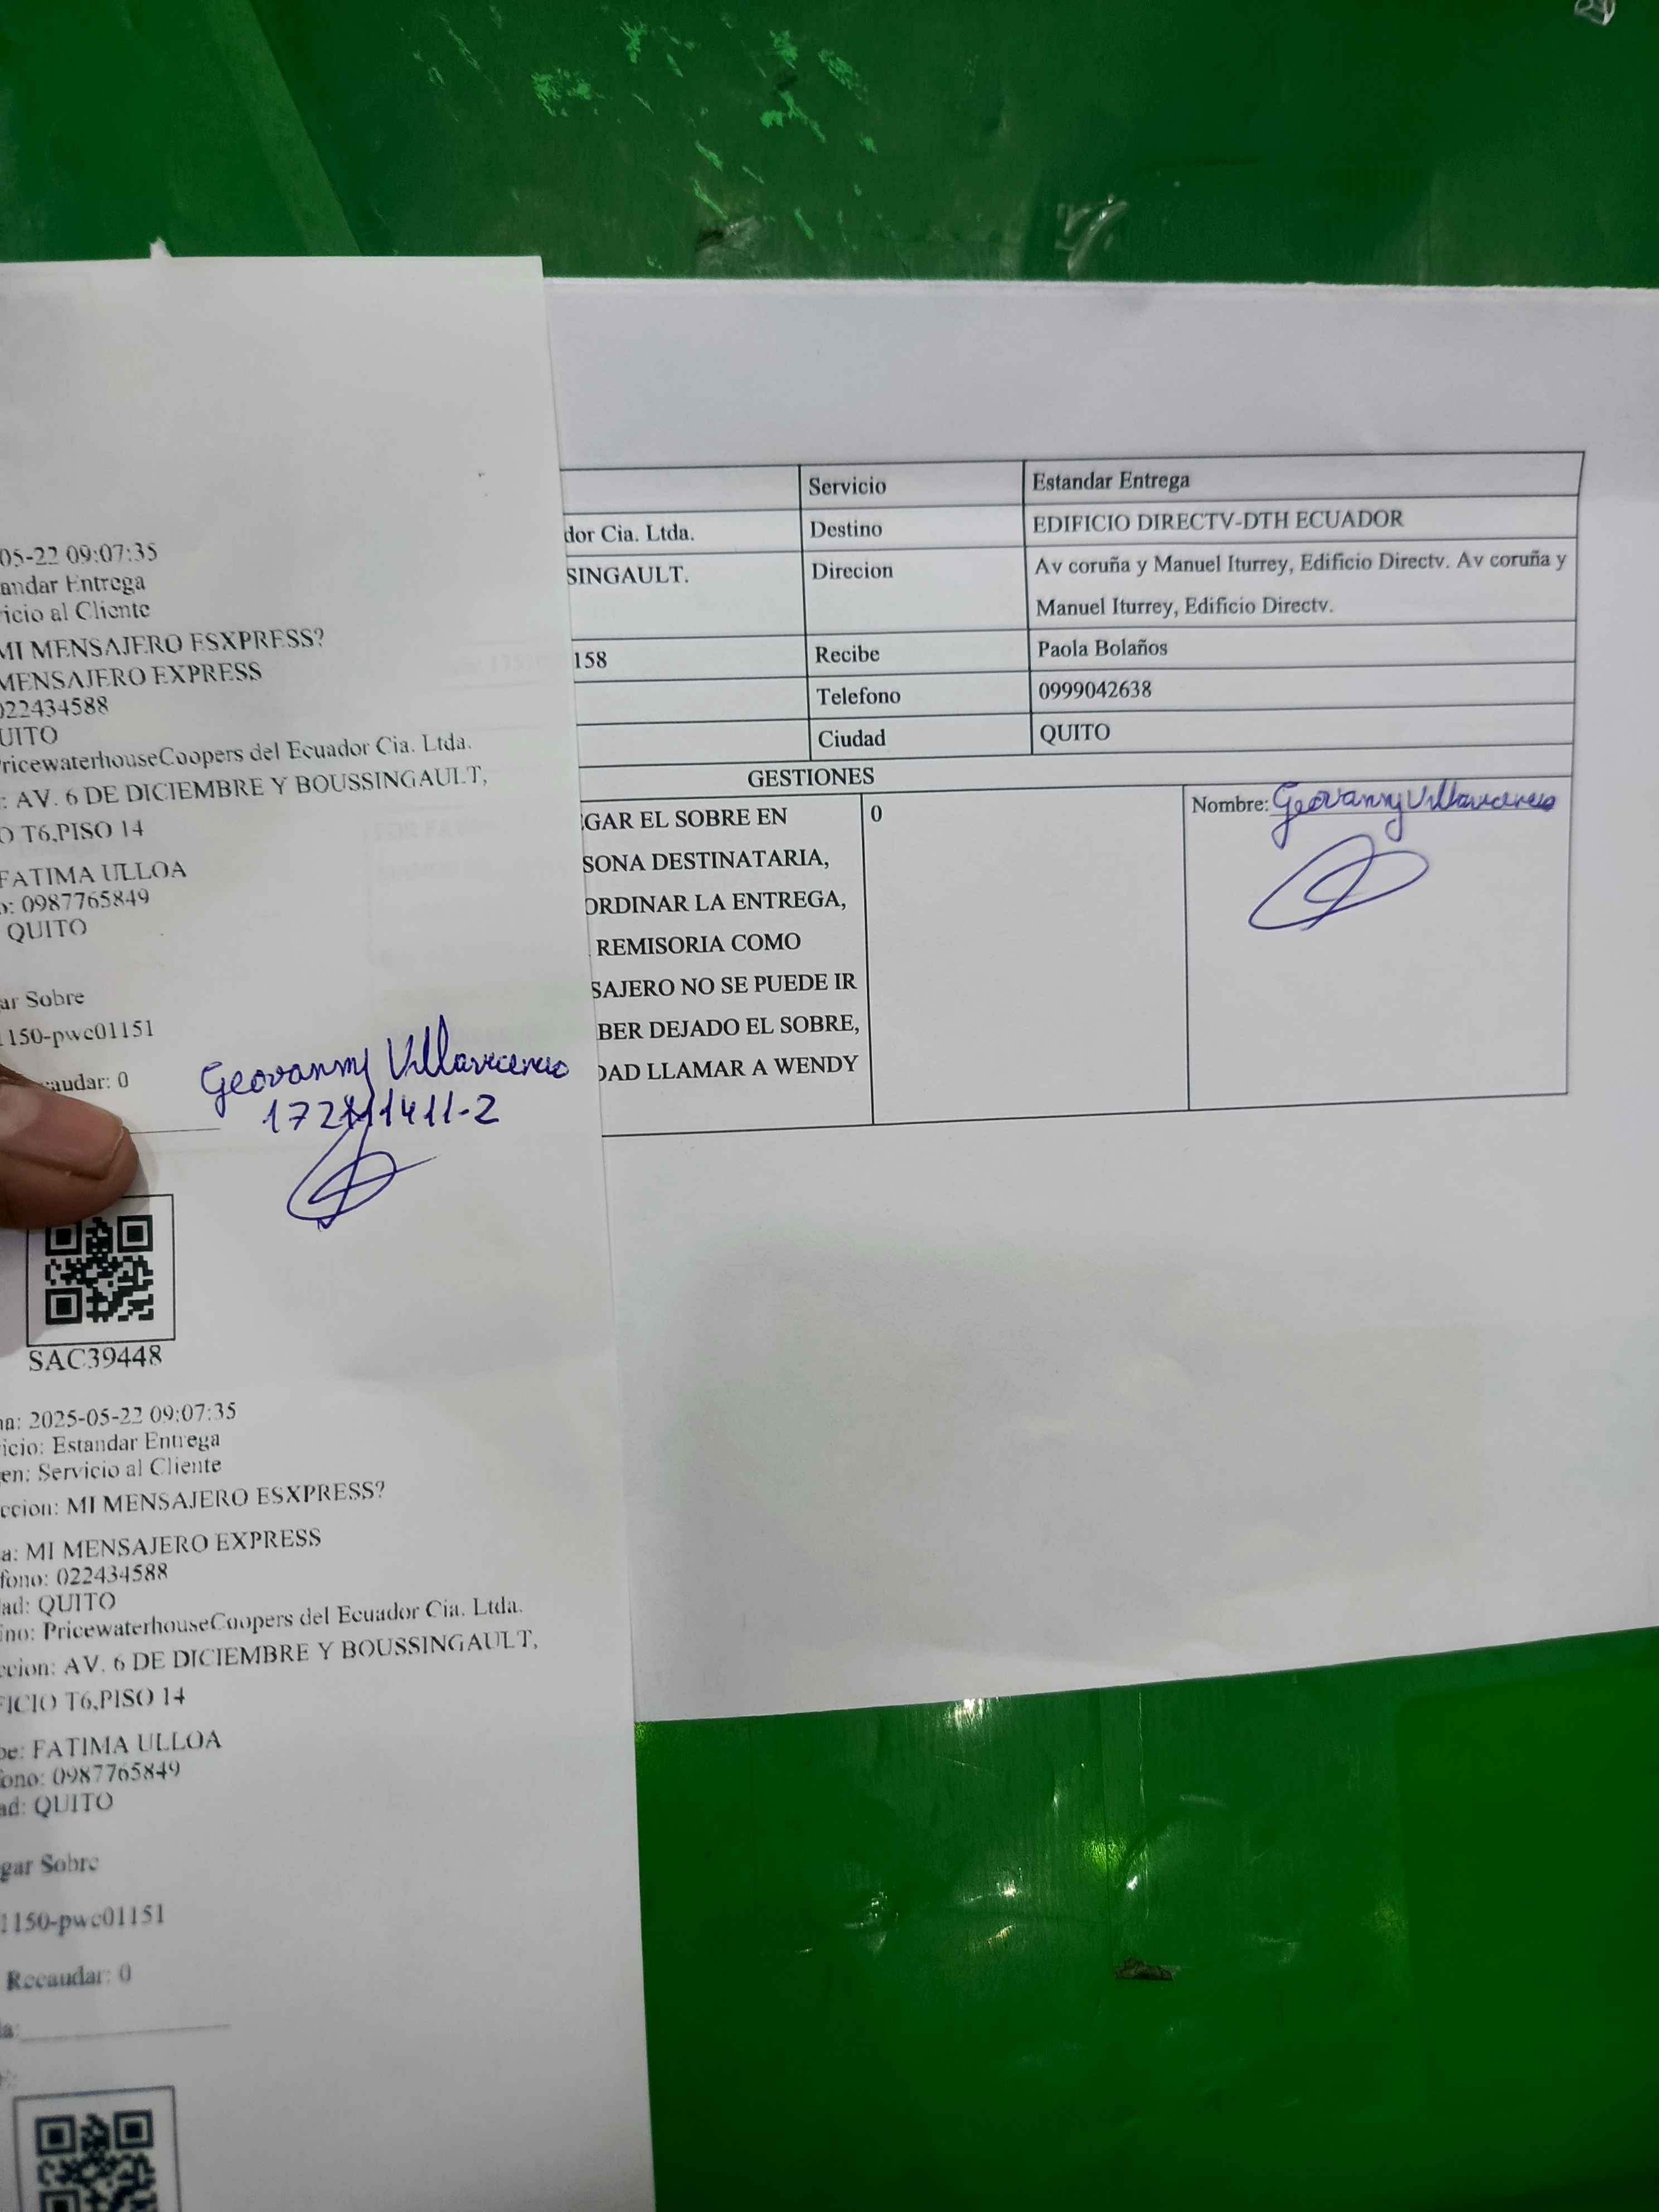 05-22 09:07:35
andar Entrega
icio al Cliente
MI MENSAJERO ESXPRESS?
MENSAJERO EXPRESS
022434588
UITO
ricewaterhouseCoopers del Ecuador Cia. Ltda.
: AV. 6 DE DICIEMBRE Y BOUSSINGAULT,
O T6,PISO 14
FATIMA ULLOA
o: 0987765849
QUITO
ar Sobre
1150-pwc01151
audar: 0
Geovanny Villavicencio
SAC39448
na: 2025-05-22 09:07:35
icio: Estandar Entrega
en: Servicio al Cliente
ccion: MI MENSAJERO ESXPRESS?
a: MI MENSAJERO EXPRESS
fono: 022434588
ad: QUITO
ino: PricewaterhouseCoopers del Ecuador Cia. Ltda.
ccion: AV. 6 DE DICIEMBRE Y BOUSSINGAULT,
FICIO T6,PISO 14
be: FATIMA ULLOA
fono: 0987765849
ad: QUITO
gar Sobre
1150-pwc01151
Recaudar: 0
la:
Servicio Estandar Entrega
dor Cia. Ltda. Destino EDIFICIO DIRECTV-DTH ECUADOR
SINGAULT. Direcion Av coruña y Manuel Iturrey, Edificio Directv. Av coruña y
Manuel Iturrey, Edificio Directv.
158 Recibe Paola Bolaños
Telefono 0999042638
Ciudad QUITO
GESTIONES
GAR EL SOBRE EN 0 Nombre: Geovanny Villavicencio
SONA DESTINATARIA,
ORDINAR LA ENTREGA,
REMISORIA COMO
SAJERO NO SE PUEDE IR
BER DEJADO EL SOBRE,
DAD LLAMAR A WENDY